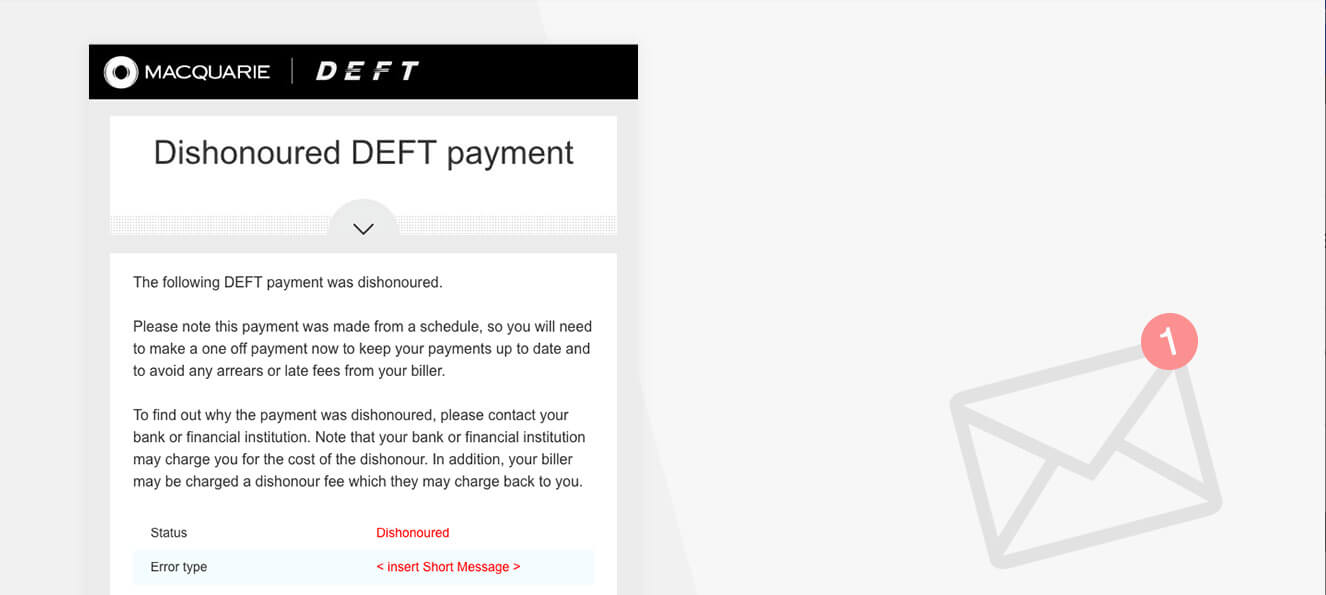 MACQUARIE | DEFT
Dishonoured DEFT payment
The following DEFT payment was dishonoured.
Please note this payment was made from a schedule, so you will need
to make a one off payment now to keep your payments up to date and
to avoid any arrears or late fees from your biller.
To find out why the payment was dishonoured, please contact your
bank or financial institution. Note that your bank or financial institution
may charge you for the cost of the dishonour. In addition, your biller
may be charged a dishonour fee which they may charge back to you.
Status Dishonoured
Error type < insert Short Message >
1